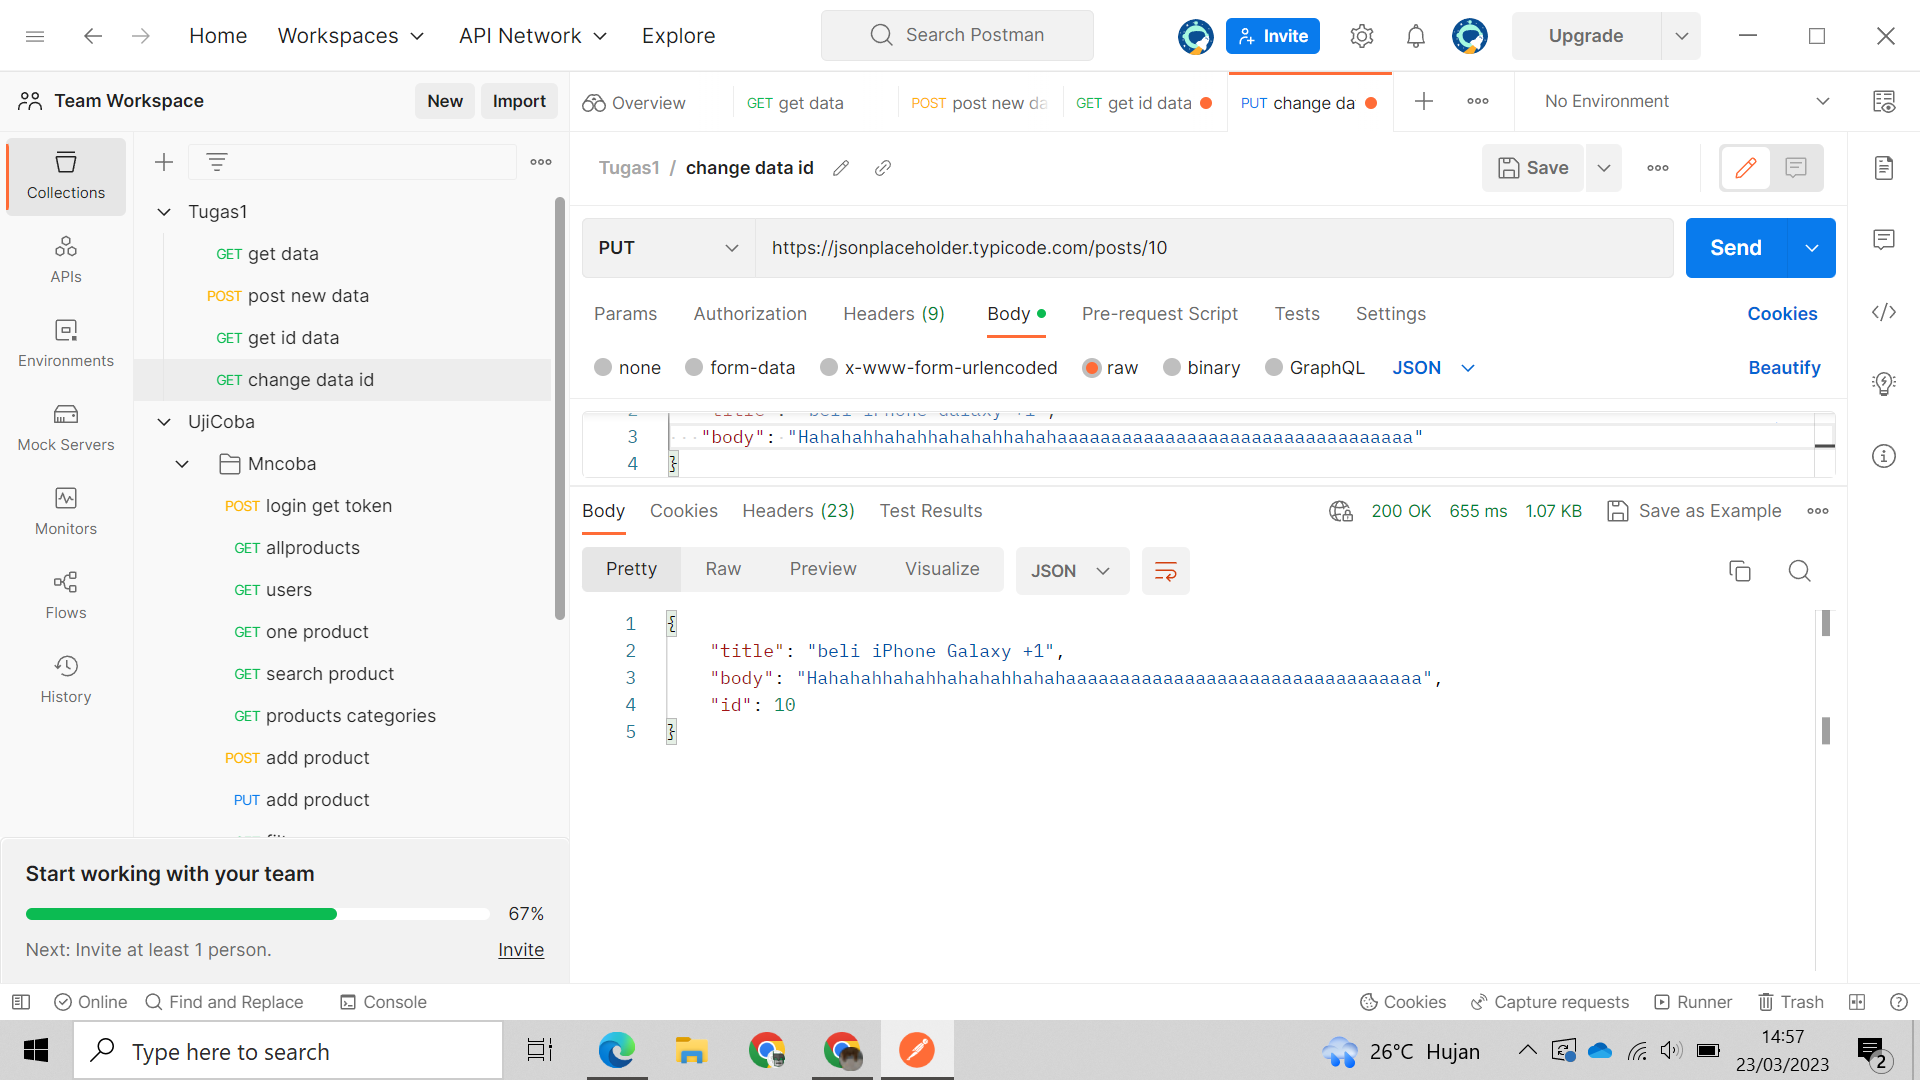 Home Workspaces API Network Explore Search Postman Invite Upgrade
Team Workspace New Import Overview GET get data POST post new da GET get id data PUT change da No Environment
Collections
APIs
Environments
Mock Servers
Monitors
Flows
History
Tugas1
GET get data
POST post new data
GET get id data
GET change data id
UjiCoba
Mncoba
POST login get token
GET allproducts
GET users
GET one product
GET search product
GET products categories
POST add product
PUT add product
Start working with your team
67%
Next: Invite at least 1 person. Invite
Tugas1 / change data id Save
PUT https://jsonplaceholder.typicode.com/posts/10 Send
Params Authorization Headers (9) Body Pre-request Script Tests Settings Cookies
none form-data x-www-form-urlencoded raw binary GraphQL JSON Beautify
2 "title": "beli iPhone Galaxy +1",
3 "body": "Hahahahhahahhahahahhahahaaaaaaaaaaaaaaaaaaaaaaaaaaaaaaaaaa"
4 }
Body Cookies Headers (23) Test Results 200 OK 655 ms 1.07 KB Save as Example
Pretty Raw Preview Visualize JSON
1 {
2 "title": "beli iPhone Galaxy +1",
3 "body": "Hahahahhahahhahahahhahahaaaaaaaaaaaaaaaaaaaaaaaaaaaaaaaaaa",
4 "id": 10
5 }
Online Find and Replace Console Cookies Capture requests Runner Trash
Type here to search 26°C Hujan 14:57
23/03/2023 2